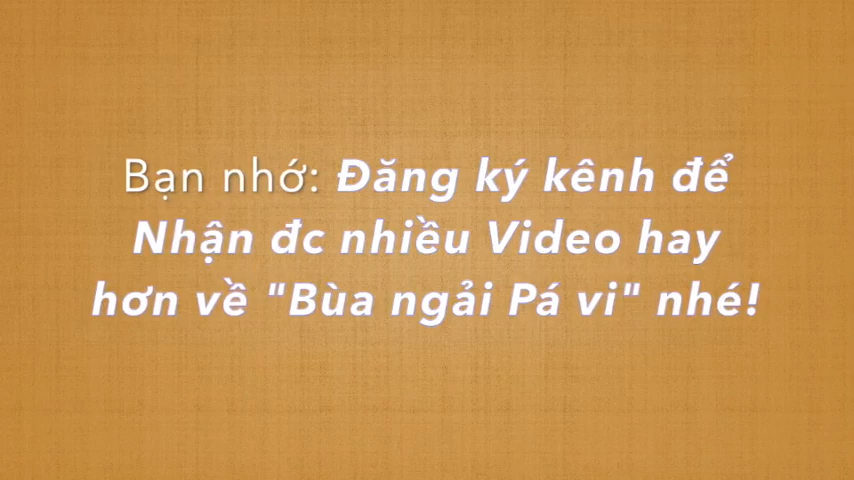 Bạn nhớ: Đăng ký kênh để
Nhận đc nhiều Video hay
hơn về "Bùa ngải Pá vi" nhé!